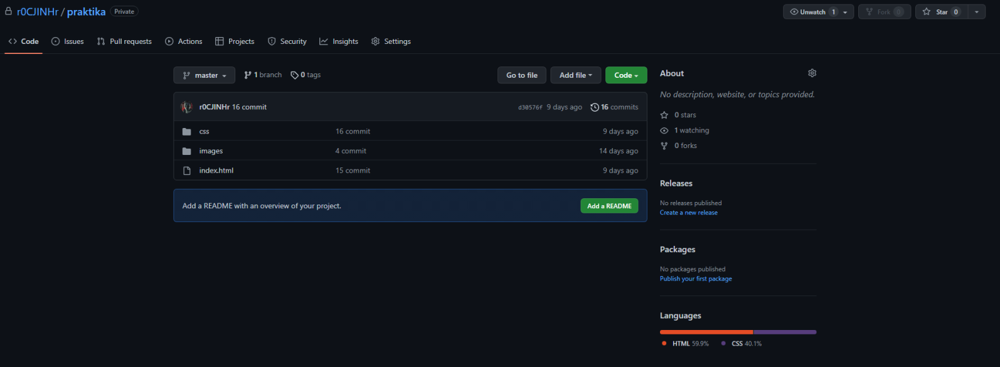 r0CJINHr / praktika Private
Unwatch 1 Fork 0 Star 0
Code Issues Pull requests Actions Projects Security Insights Settings
master 1 branch 0 tags Go to file Add file Code
r0CJINHr 16 commit d30576f 9 days ago 16 commits
css 16 commit 9 days ago
images 4 commit 14 days ago
index.html 15 commit 9 days ago
Add a README with an overview of your project. Add a README
About
No description, website, or topics provided.
0 stars
1 watching
0 forks
Releases
No releases published
Create a new release
Packages
No packages published
Publish your first package
Languages
HTML 59.9% CSS 40.1%